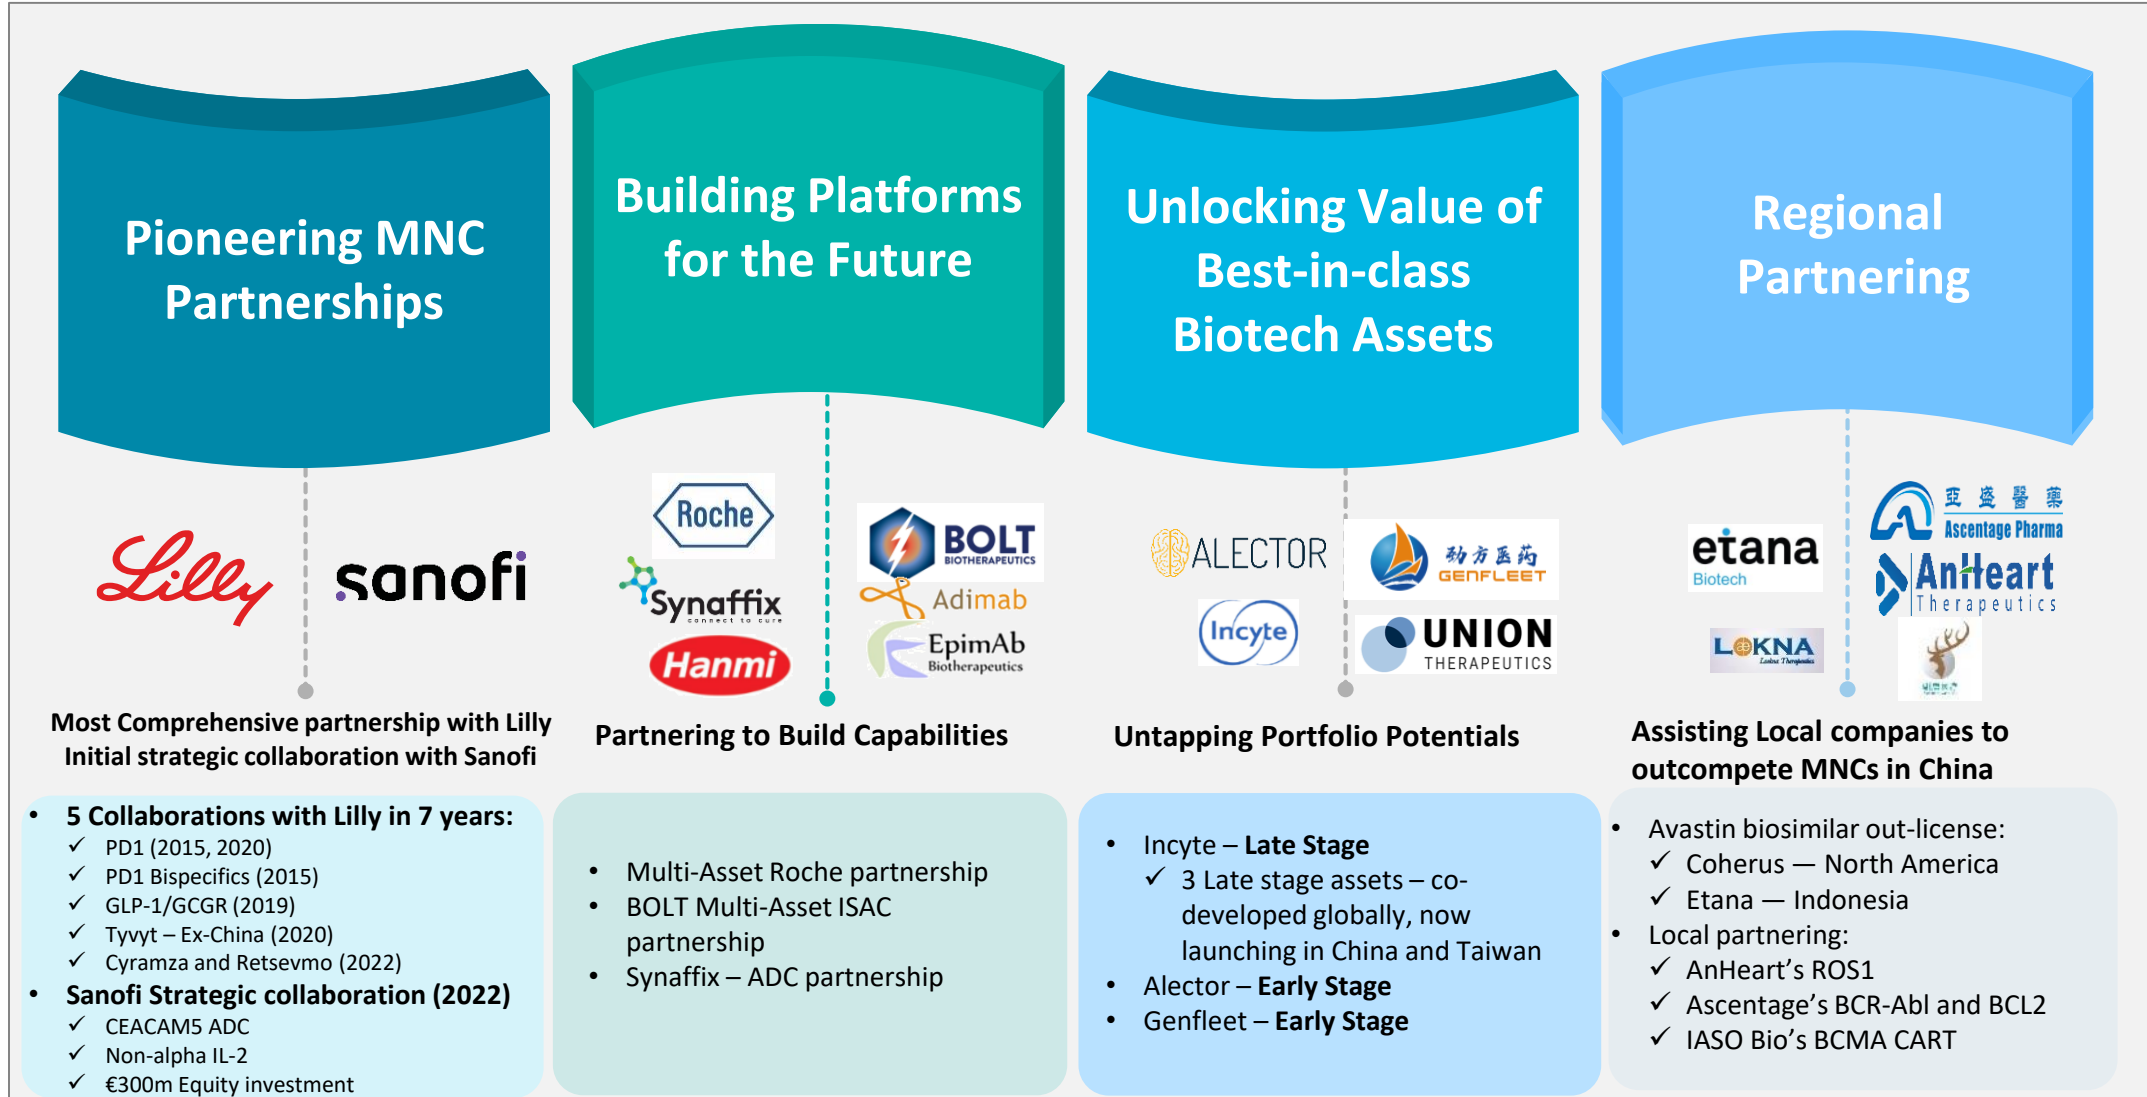 Pioneering MNC
Partnerships
Lilly
sanofi
Most Comprehensive partnership with Lilly
Initial strategic collaboration with Sanofi
• 5 Collaborations with Lilly in 7 years:
✓ PD1 (2015, 2020)
✓ PD1 Bispecifics (2015)
✓ GLP-1/GCGR (2019)
✓ Tyvyt – Ex-China (2020)
✓ Cyramza and Retsevmo (2022)
• Sanofi Strategic collaboration (2022)
✓ CEACAM5 ADC
✓ Non-alpha IL-2
✓ €300m Equity investment
Building Platforms
for the Future
Roche
BOLT
BIOTHERAPEUTICS
Synaffix
connect to cure
Adimab
Hanmi
EpimAb
Biotherapeutics
Partnering to Build Capabilities
• Multi-Asset Roche partnership
• BOLT Multi-Asset ISAC
partnership
• Synaffix – ADC partnership
Unlocking Value of
Best-in-class
Biotech Assets
ALECTOR
劲方医药
GENFLEET
Incyte
UNION
THERAPEUTICS
Untapping Portfolio Potentials
• Incyte – Late Stage
✓ 3 Late stage assets – co-
developed globally, now
launching in China and Taiwan
• Alector – Early Stage
• Genfleet – Early Stage
Regional
Partnering
etana
Biotech
亞盛醫藥
Ascentage Pharma
AnHeart
Therapeutics
LækNA
Laekna Therapeutics
Assisting Local companies to
outcompete MNCs in China
• Avastin biosimilar out-license:
✓ Coherus — North America
✓ Etana — Indonesia
• Local partnering:
✓ AnHeart's ROS1
✓ Ascentage's BCR-Abl and BCL2
✓ IASO Bio's BCMA CART